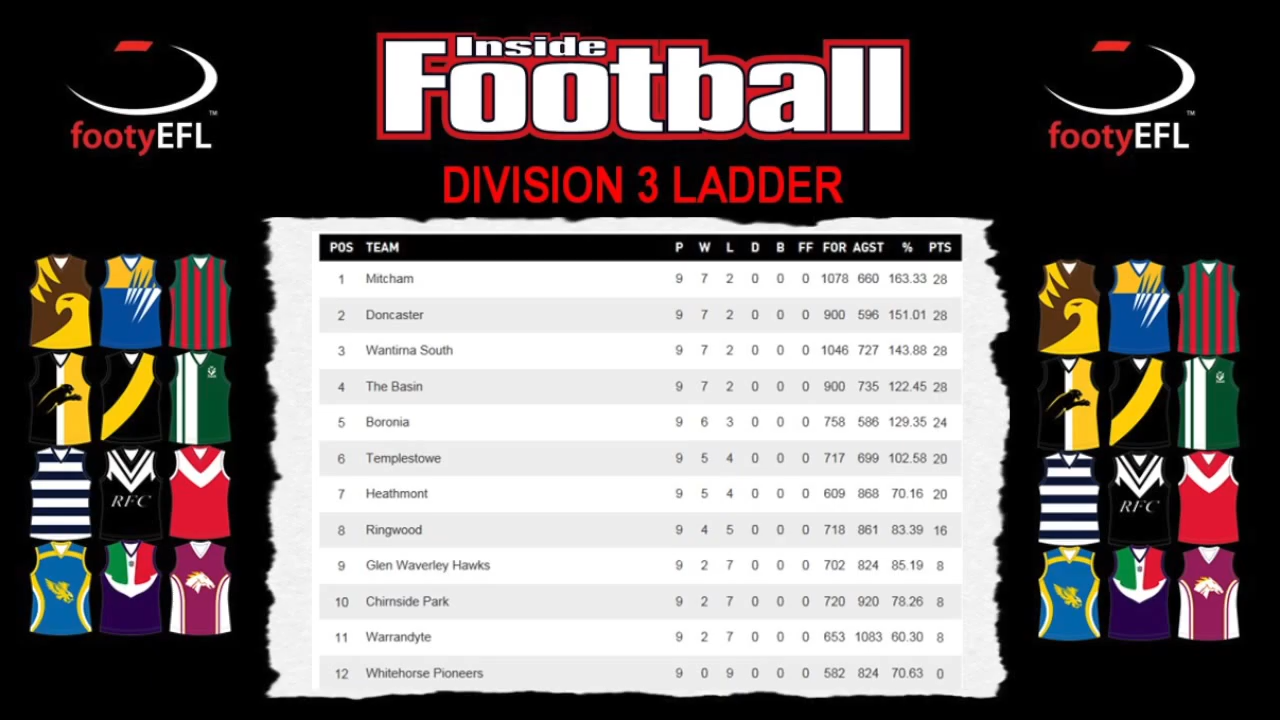 Inside
Football
footyEFL™
footyEFL™
DIVISION 3 LADDER
POS TEAM P W L D B FF FOR AGST % PTS
1 Mitcham 9 7 2 0 0 0 1078 660 163.33 28
2 Doncaster 9 7 2 0 0 0 900 596 151.01 28
3 Wantirna South 9 7 2 0 0 0 1046 727 143.88 28
4 The Basin 9 7 2 0 0 0 900 735 122.45 28
5 Boronia 9 6 3 0 0 0 758 586 129.35 24
6 Templestowe 9 5 4 0 0 0 717 699 102.58 20
7 Heathmont 9 5 4 0 0 0 609 868 70.16 20
8 Ringwood 9 4 5 0 0 0 718 861 83.39 16
9 Glen Waverley Hawks 9 2 7 0 0 0 702 824 85.19 8
10 Chirnside Park 9 2 7 0 0 0 720 920 78.26 8
11 Warrandyte 9 2 7 0 0 0 653 1083 60.30 8
12 Whitehorse Pioneers 9 0 9 0 0 0 582 824 70.63 0
RFC
RFC